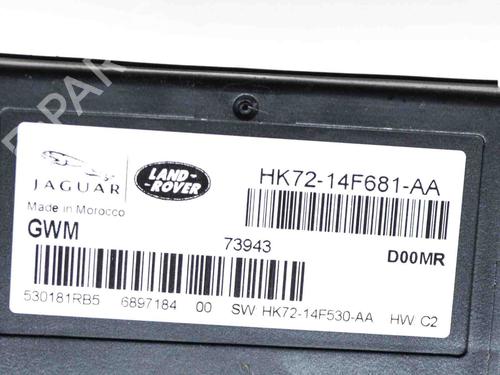 JAGUAR
LAND-
-ROVER
HK72-14F681-AA
Made in Morocco
GWM
73943
D00MR
530181RB5 6897184 00 SW HK72-14F530-AA HW C2